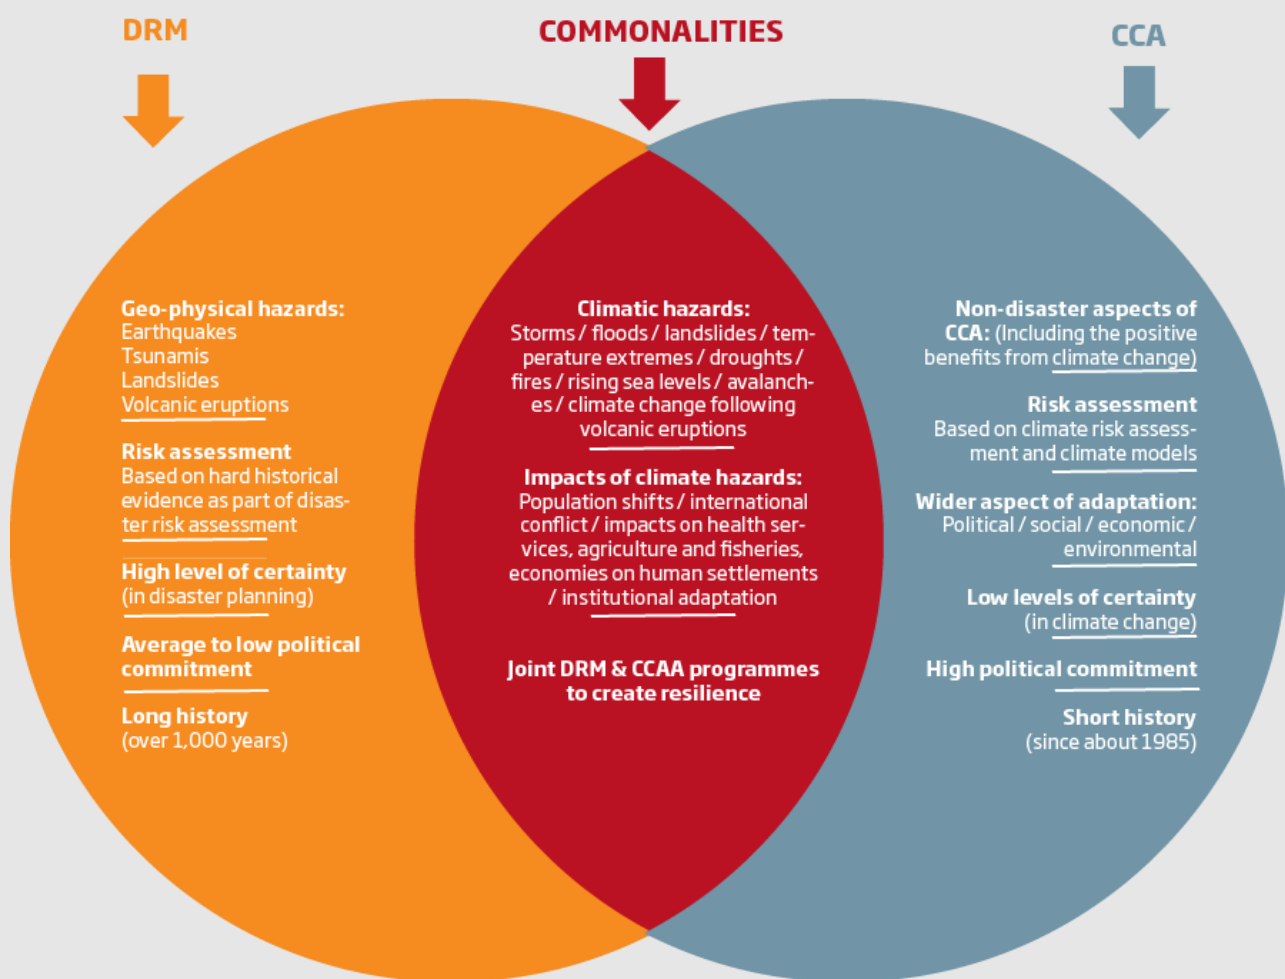 DRM
COMMONALITIES
CCA
Geo-physical hazards:
Earthquakes
Tsunamis
Landslides
Volcanic eruptions
Risk assessment
Based on hard historical
evidence as part of disas-
ter risk assessment
High level of certainty
(in disaster planning)
Average to low political
commitment
Long history
(over 1,000 years)
Climatic hazards:
Storms / floods / landslides / tem-
perature extremes / droughts /
fires / rising sea levels / avalanch-
es / climate change following
volcanic eruptions
Impacts of climate hazards:
Population shifts / international
conflict / impacts on health ser-
vices, agriculture and fisheries,
economies on human settlements
/ institutional adaptation
Joint DRM & CCAA programmes
to create resilience
Non-disaster aspects of
CCA: (Including the positive
benefits from climate change)
Risk assessment
Based on climate risk assess-
ment and climate models
Wider aspect of adaptation:
Political / social / economic /
environmental
Low levels of certainty
(in climate change)
High political commitment
Short history
(since about 1985)